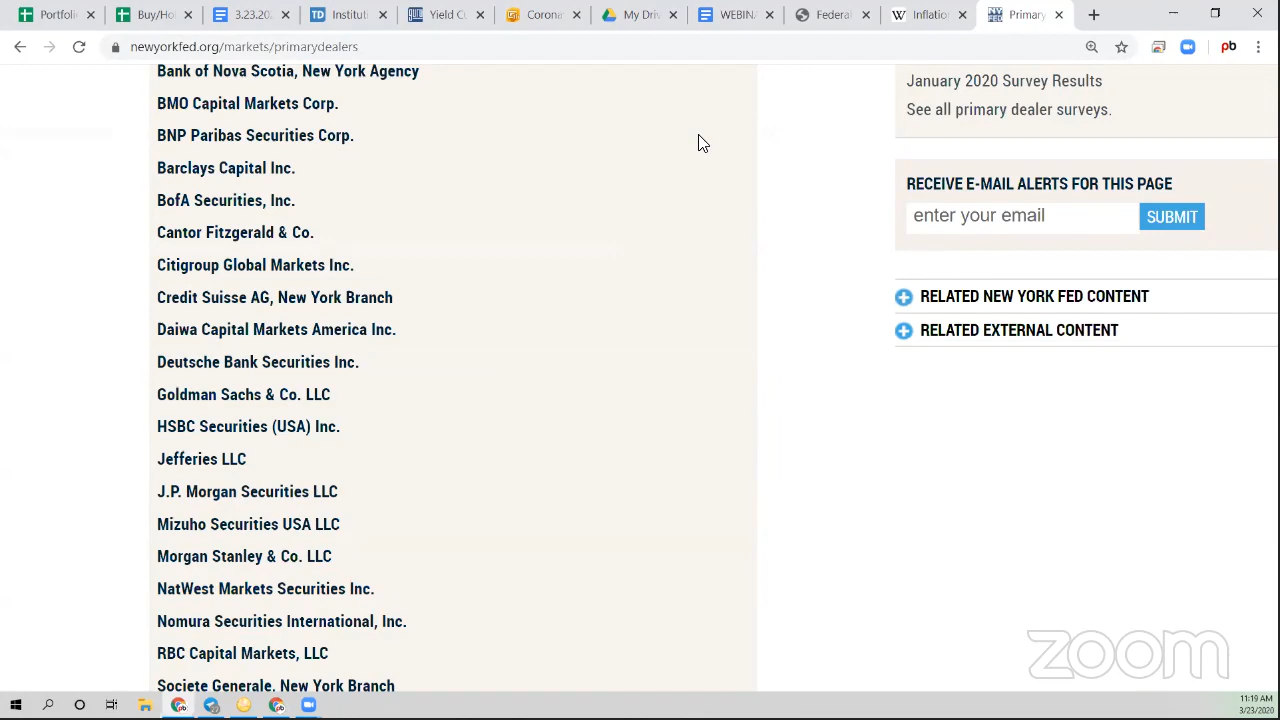 Portfoli
Buy/Ho
3.23.20
Instituti
Yield Cu
Corona
My Dri
WEBINA
Federal
Inflatio
Primary
newyorkfed.org/markets/primarydealers
Bank of Nova Scotia, New York Agency
BMO Capital Markets Corp.
BNP Paribas Securities Corp.
Barclays Capital Inc.
BofA Securities, Inc.
Cantor Fitzgerald & Co.
Citigroup Global Markets Inc.
Credit Suisse AG, New York Branch
Daiwa Capital Markets America Inc.
Deutsche Bank Securities Inc.
Goldman Sachs & Co. LLC
HSBC Securities (USA) Inc.
Jefferies LLC
J.P. Morgan Securities LLC
Mizuho Securities USA LLC
Morgan Stanley & Co. LLC
NatWest Markets Securities Inc.
Nomura Securities International, Inc.
RBC Capital Markets, LLC
Societe Generale, New York Branch
January 2020 Survey Results
See all primary dealer surveys.
RECEIVE E-MAIL ALERTS FOR THIS PAGE
enter your email
SUBMIT
RELATED NEW YORK FED CONTENT
RELATED EXTERNAL CONTENT
zoom
11:19 AM
3/23/2020